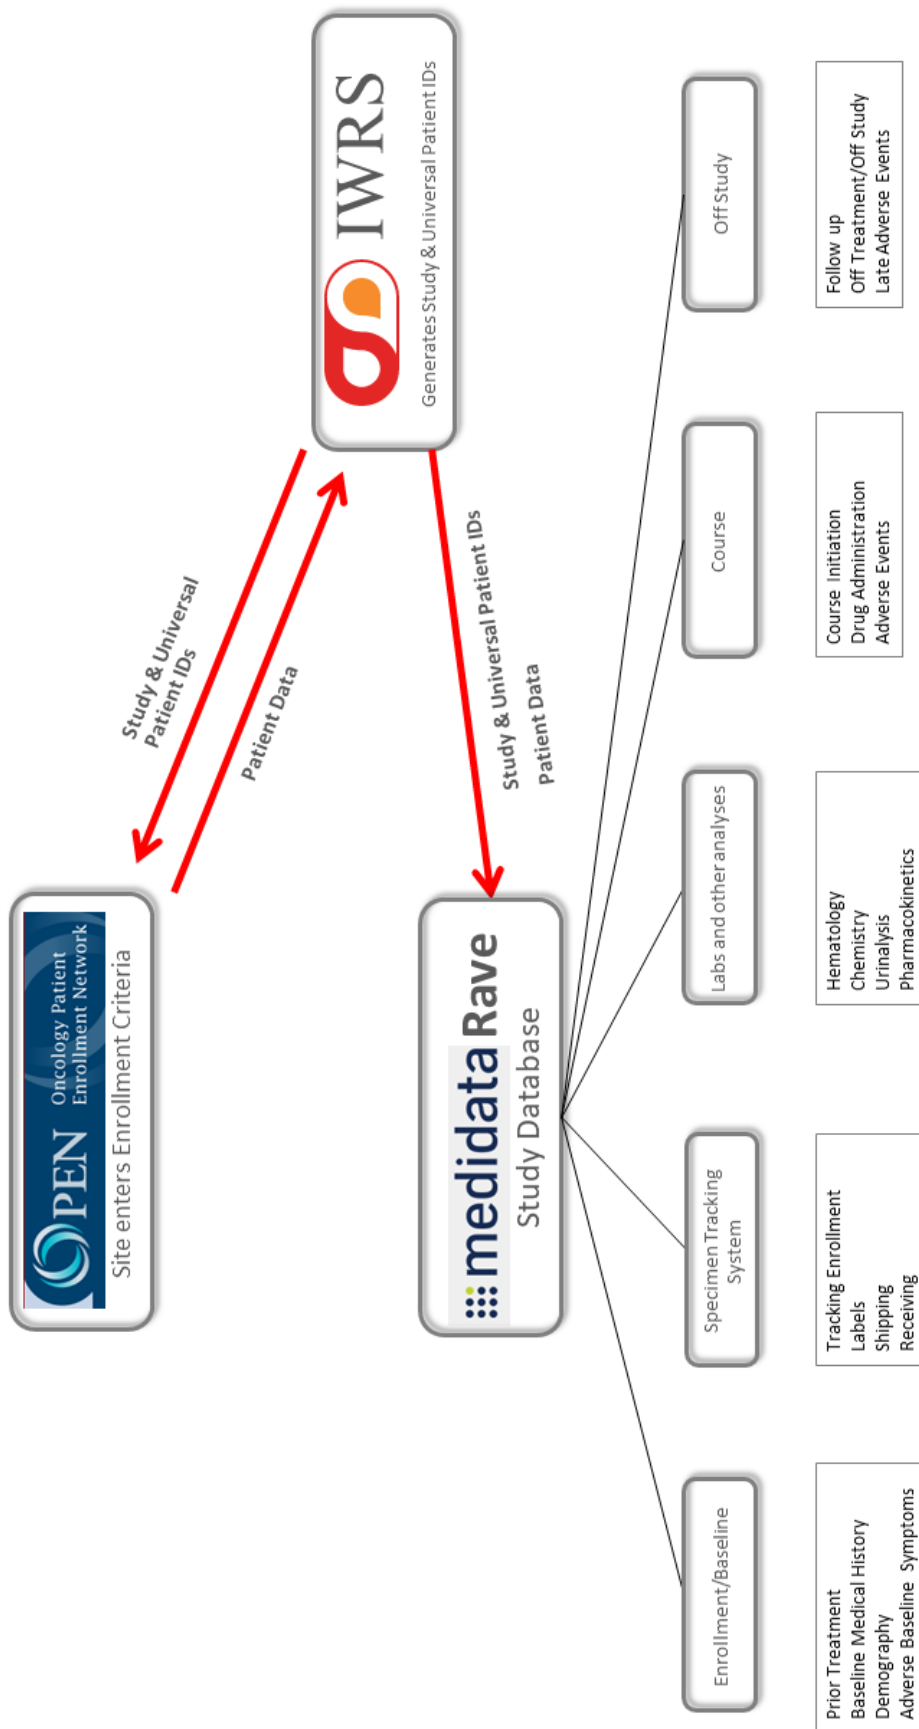 OPEN
Oncology Patient
Enrollment Network
Site enters Enrollment Criteria
Study & Universal
Patient IDs
Patient Data
IWRS
Generates Study & Universal Patient IDs
Study & Universal Patient IDs
Patient Data
medidata Rave
Study Database
Enrollment/Baseline
Specimen Tracking
System
Labs and other analyses
Course
Off Study
Prior Treatment
Baseline Medical History
Demography
Adverse Baseline Symptoms
Tracking Enrollment
Labels
Shipping
Receiving
Hematology
Chemistry
Urinalysis
Pharmacokinetics
Course Initiation
Drug Administration
Adverse Events
Follow up
Off Treatment/Off Study
Late Adverse Events